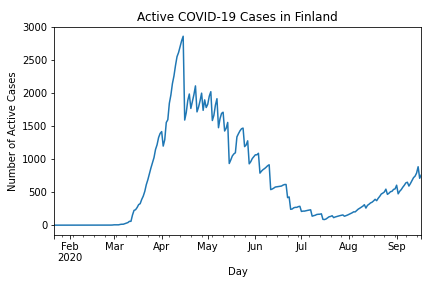 Active COVID-19 Cases in Finland
Number of Active Cases
3000
2500
2000
1500
1000
500
0
Feb
2020
Mar
Apr
May
Jun
Jul
Aug
Sep
Day